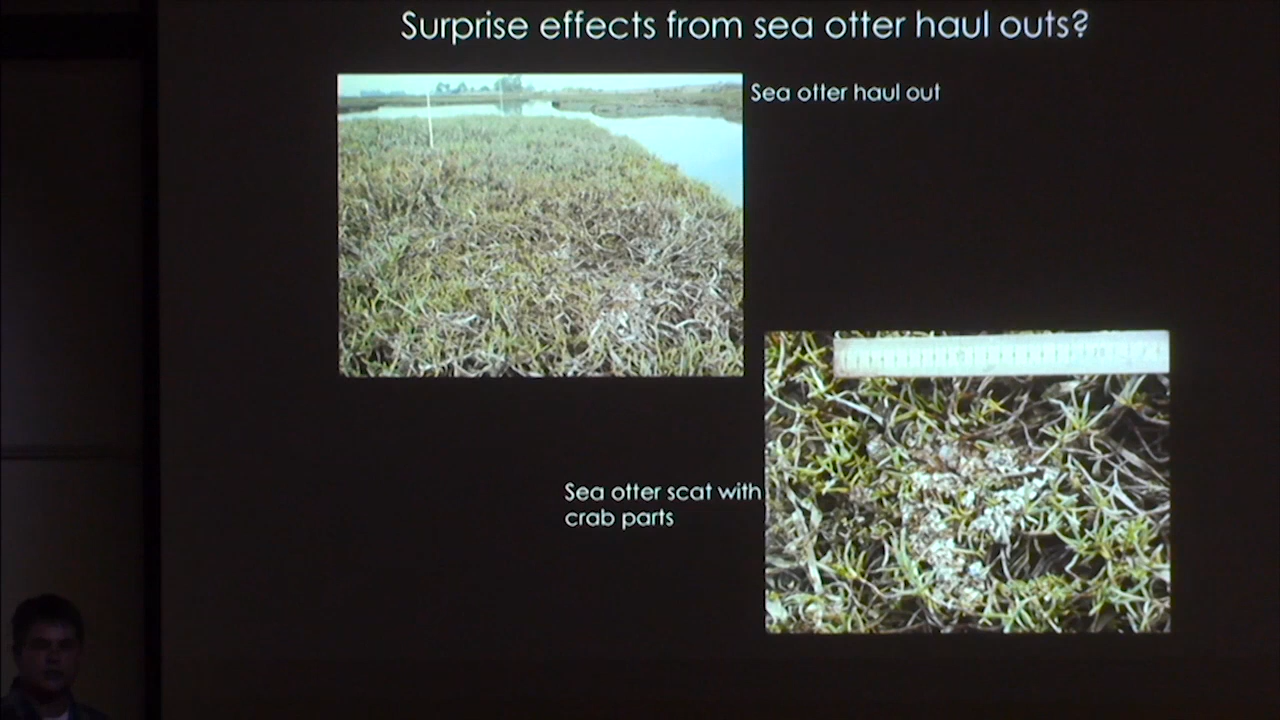 Surprise effects from sea otter haul outs?
Sea otter haul out
Sea otter scat with
crab parts